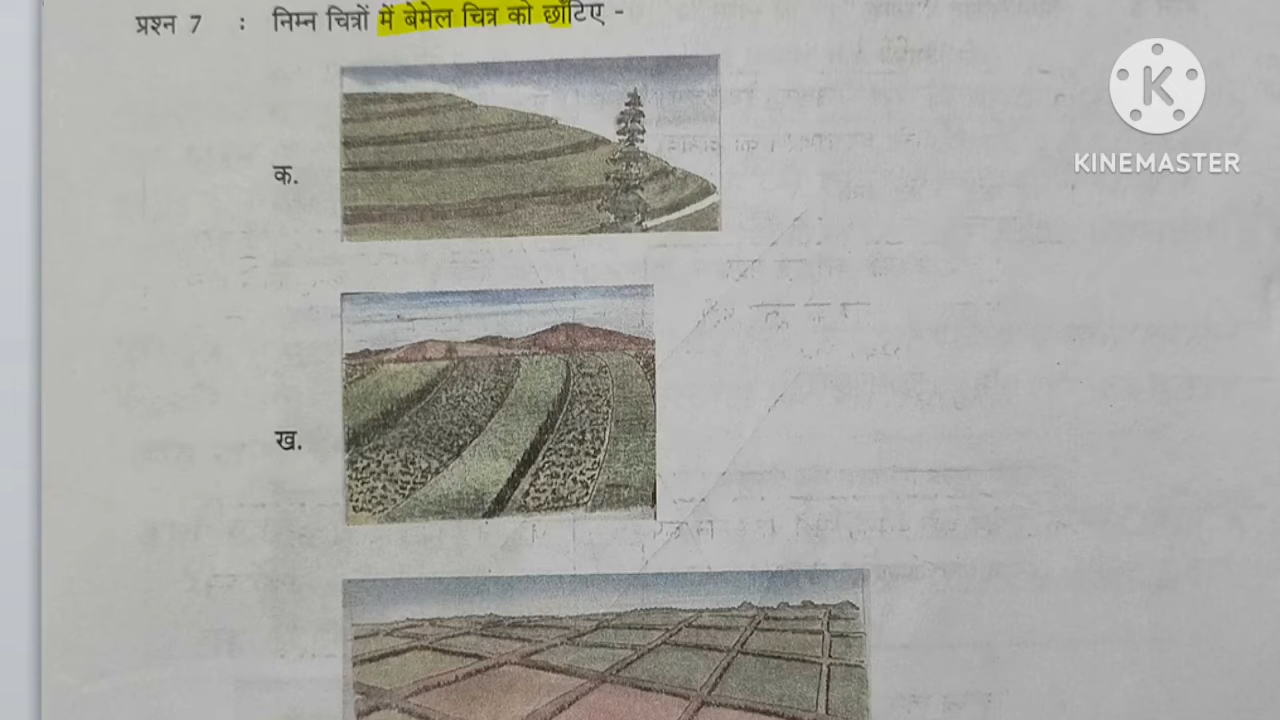 प्रश्न 7 : निम्न चित्रों में बेमेल चित्र को छाँटिए -
क.
ख.
KINEMASTER